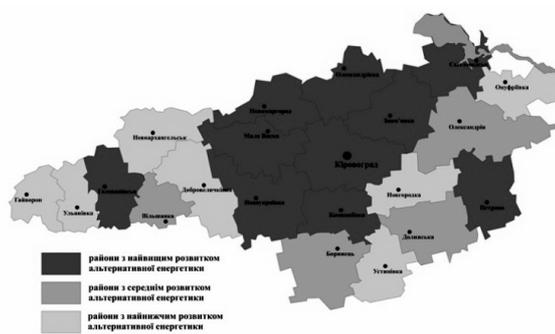 Олександрівка
Світловодськ
Онуфріївка
Новомиргород
Знам'янка
Мала Виска
Олександрія
Новоархангельськ
Кіровоград
Голованівськ
Добровеличківка
Новоукраїнка
Новгородка
Гайворон
Ульяновка
Вільшанка
Компаніївка
Петрове
Долинська
Бобринець
Устинівка
райони з найвищим розвитком
альтернативної енергетики
райони з середнім розвитком
альтернативної енергетики
райони з найнижчим розвитком
альтернативної енергетики